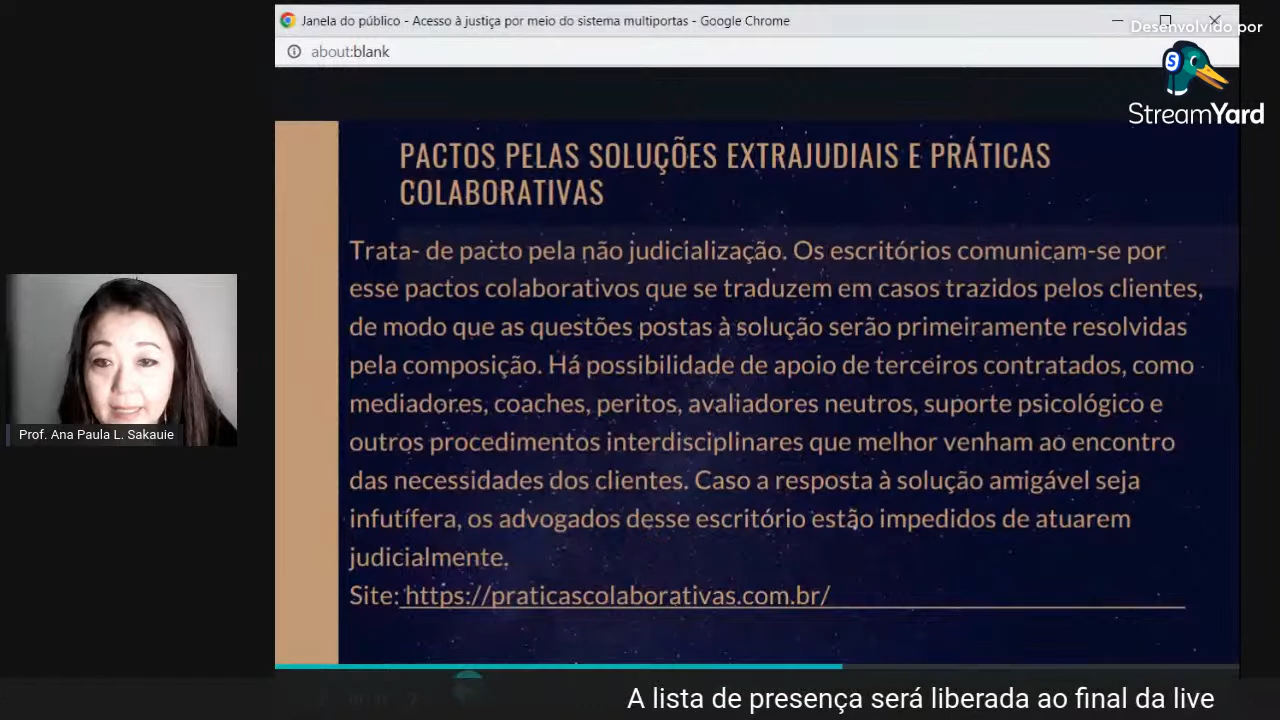 Janela do público - Acesso à justiça por meio do sistema multiportas - Google Chrome
Desenvolvido por
about:blank
S
StreamYard
PACTOS PELAS SOLUÇÕES EXTRAJUDIAIS E PRÁTICAS
COLABORATIVAS
Trata- de pacto pela não judicialização. Os escritórios comunicam-se por
esse pactos colaborativos que se traduzem em casos trazidos pelos clientes,
de modo que as questões postas à solução serão primeiramente resolvidas
pela composição. Há possibilidade de apoio de terceiros contratados, como
mediadores, coaches, peritos, avaliadores neutros, suporte psicológico e
outros procedimentos interdisciplinares que melhor venham ao encontro
das necessidades dos clientes. Caso a resposta à solução amigável seja
infutífera, os advogados desse escritório estão impedidos de atuarem
judicialmente.
Site: https://praticascolaborativas.com.br/
Prof. Ana Paula L. Sakauie
A lista de presença será liberada ao final da live